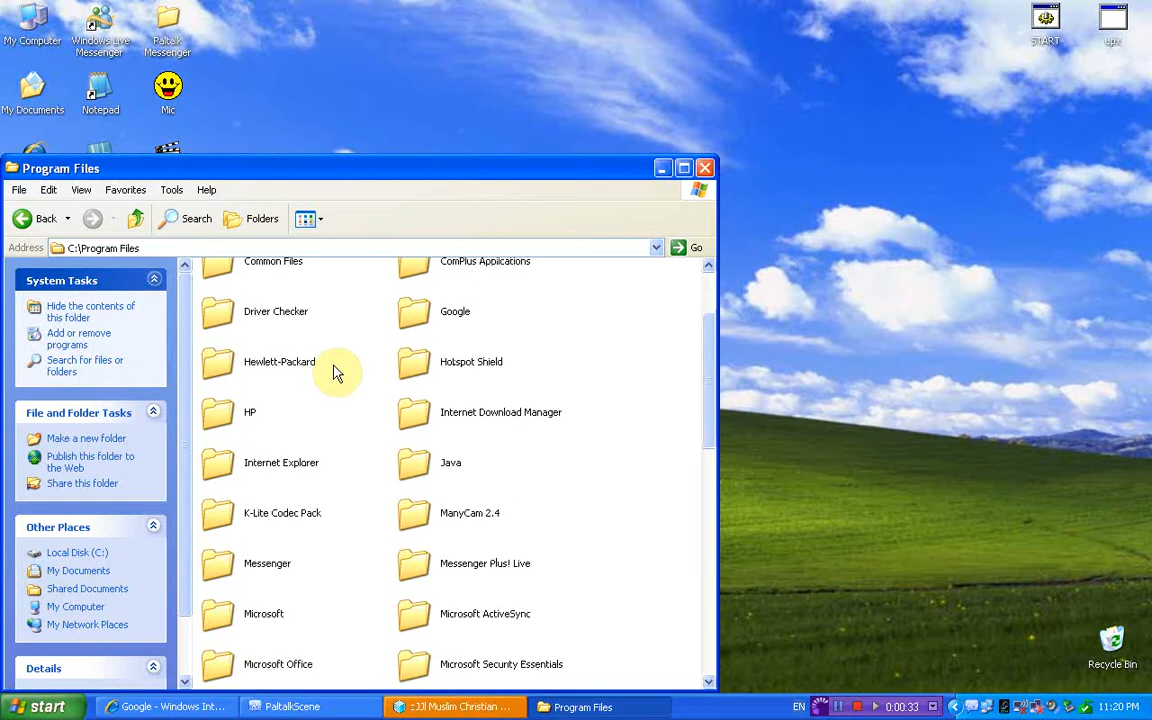 My Computer
Windows Live Messenger
Paltalk Messenger
START
upx
My Documents
Notepad
Mic
Program Files
File Edit View Favorites Tools Help
Back Search Folders
Address C:\Program Files Go
System Tasks
Hide the contents of this folder
Add or remove programs
Search for files or folders
File and Folder Tasks
Make a new folder
Publish this folder to the Web
Share this folder
Other Places
Local Disk (C:)
My Documents
Shared Documents
My Computer
My Network Places
Details
Common Files ComPlus Applications
Driver Checker Google
Hewlett-Packard Hotspot Shield
HP Internet Download Manager
Internet Explorer Java
K-Lite Codec Pack ManyCam 2.4
Messenger Messenger Plus! Live
Microsoft Microsoft ActiveSync
Microsoft Office Microsoft Security Essentials
Recycle Bin
start Google - Windows Int... PaltalkScene Muslim Christian ... Program Files EN 0:00:33 11:20 PM